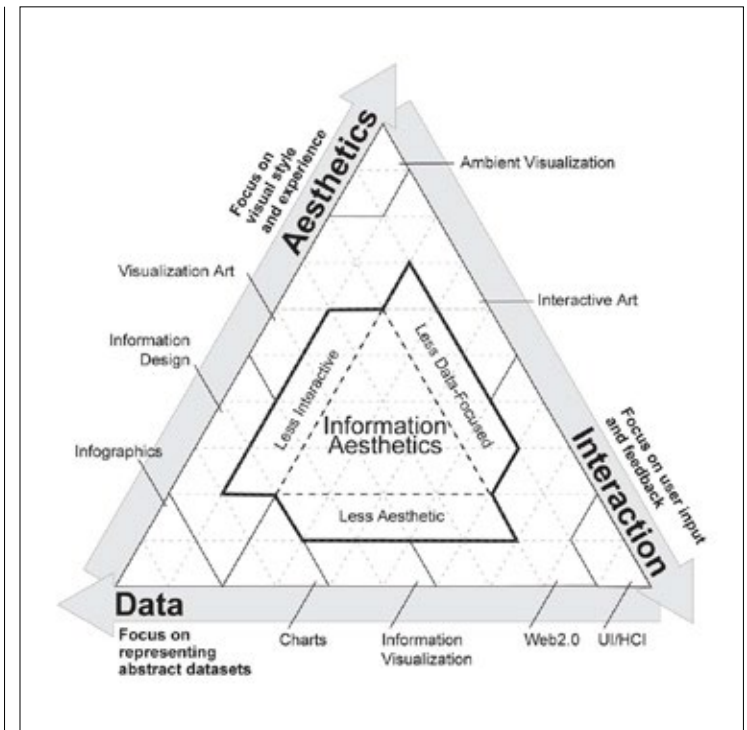 Aesthetics
Focus on
visual style
and experience
Ambient Visualization
Visualization Art
Interactive Art
Information
Design
Less Interactive
Less Data-Focused
Information
Aesthetics
Infographics
Less Aesthetic
Interaction
Focus on user input
and feedback
Data
Focus on
representing
abstract datasets
Charts
Information
Visualization
Web2.0
UI/HCI